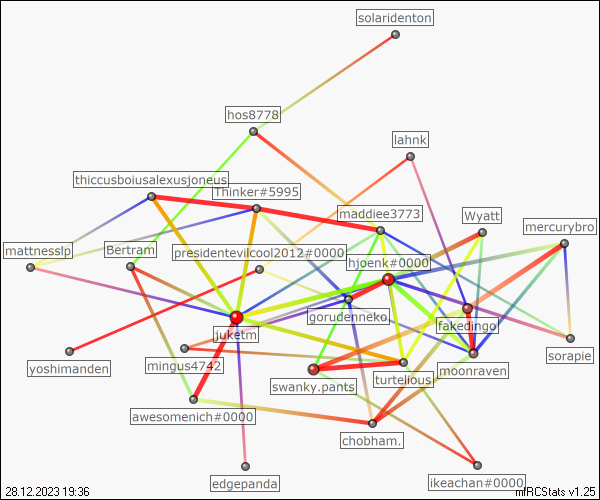 solaridenton
hos8778
lahnk
thiccusboiusalexusjoneus
Thinker#5995
maddiee3773
Wyatt
mercurybro
mattnesslp
Bertram
presidentevilcool2012#0000
hjoenk#0000
gorudenneko.
fakedingo
juketm
sorapie
yoshimanden
mingus4742
moonraven
turtelious
swanky.pants
awesomenich#0000
chobham.
edgepanda
ikeachan#0000
28.12.2023 19:36
mIRCStats v1.25